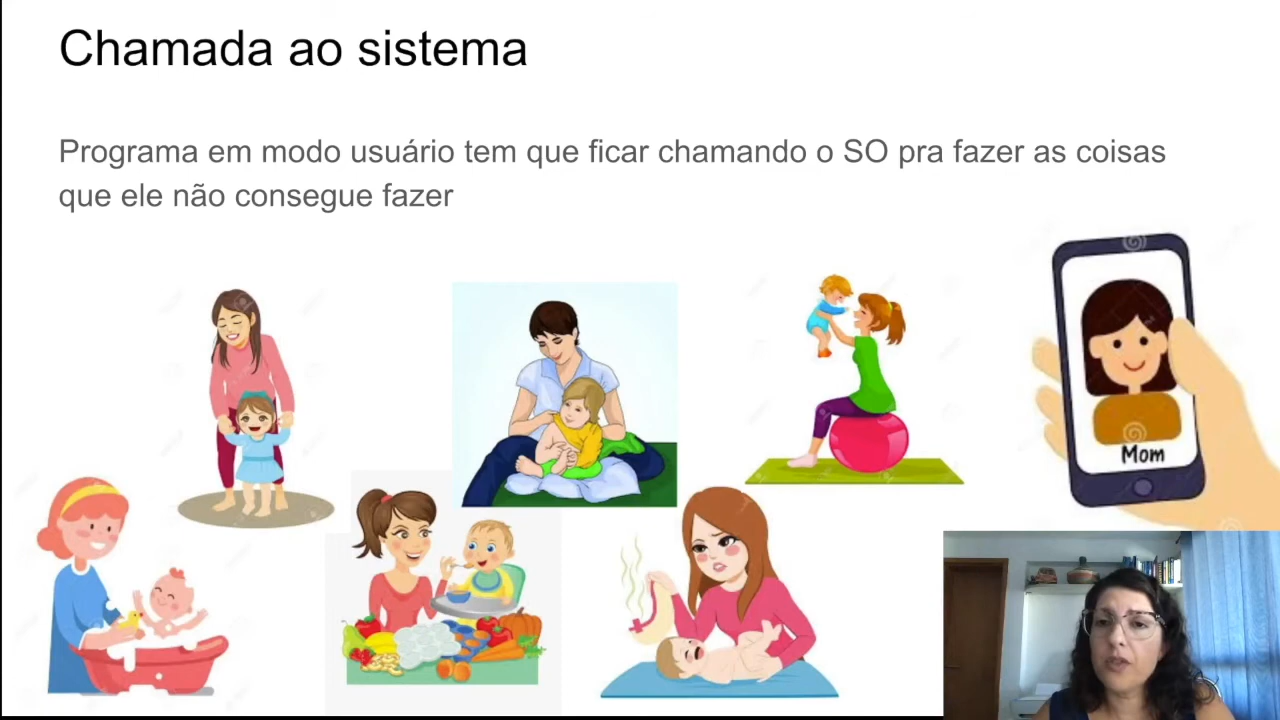 Chamada ao sistema
Programa em modo usuário tem que ficar chamando o SO pra fazer as coisas
que ele não consegue fazer
Mom